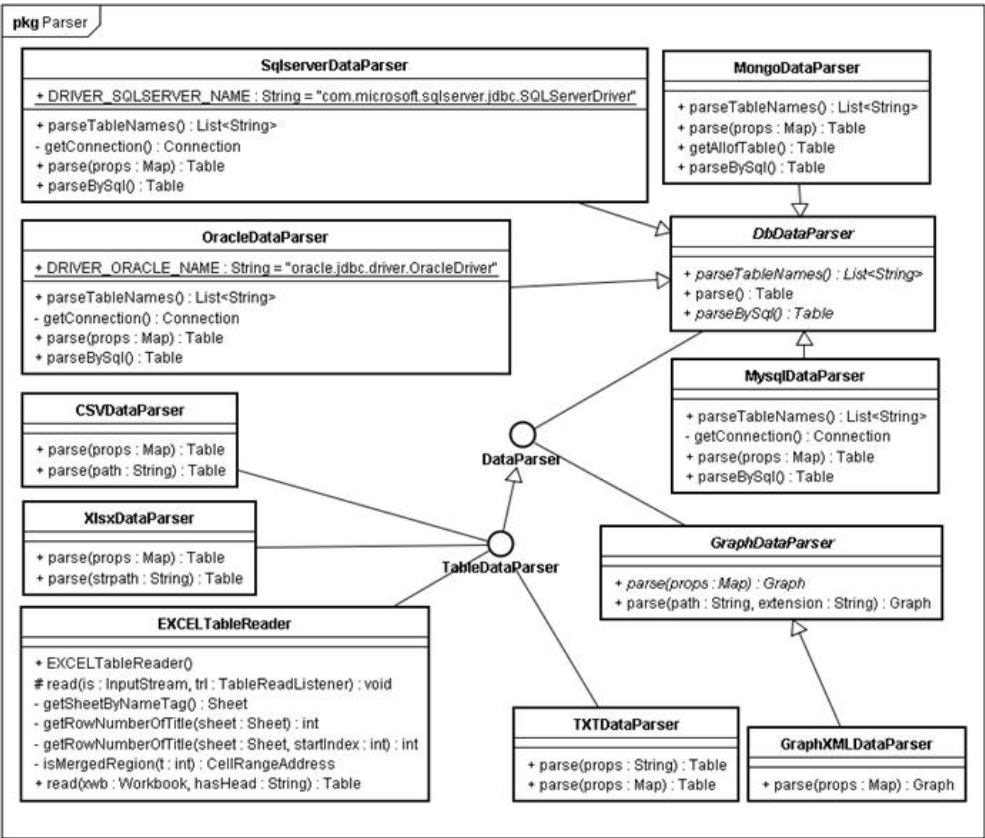 pkg Parser
SqlserverDataParser
+ DRIVER_SQLSERVER_NAME : String = "com.microsoft.sqlserver.jdbc.SQLServerDriver"
+ parseTableNames() : List<String>
- getConnection() : Connection
+ parse(props : Map) : Table
+ parseBySql() : Table
MongoDataParser
+ parseTableNames() : List<String>
+ parse(props : Map) : Table
+ getAllofTable() : Table
+ parseBySql() : Table
OracleDataParser
+ DRIVER_ORACLE_NAME : String = "oracle.jdbc.driver.OracleDriver"
+ parseTableNames() : List<String>
- getConnection() : Connection
+ parse(props : Map) : Table
+ parseBySql() : Table
DbDataParser
+ parseTableNames() : List<String>
+ parse() : Table
+ parseBySql() : Table
MysqlDataParser
+ parseTableNames() : List<String>
- getConnection() : Connection
+ parse(props : Map) : Table
+ parseBySql() : Table
CSVDataParser
+ parse(props : Map) : Table
+ parse(path : String) : Table
DataParser
XlsxDataParser
+ parse(props : Map) : Table
+ parse(strpath : String) : Table
TableDataParser
GraphDataParser
+ parse(props : Map) : Graph
+ parse(path : String, extension : String) : Graph
EXCELTableReader
+ EXCELTableReader()
# read(is : InputStream, trl : TableReadListener) : void
- getSheetByNameTag() : Sheet
- getRowNumberOfTitle(sheet : Sheet) : int
- getRowNumberOfTitle(sheet : Sheet, startIndex : int) : int
- isMergedRegion(t : int) : CellRangeAddress
+ read(xwb : Workbook, hasHead : String) : Table
TXTDataParser
+ parse(props : String) : Table
+ parse(props : Map) : Table
GraphXMLDataParser
+ parse(props : Map) : Graph